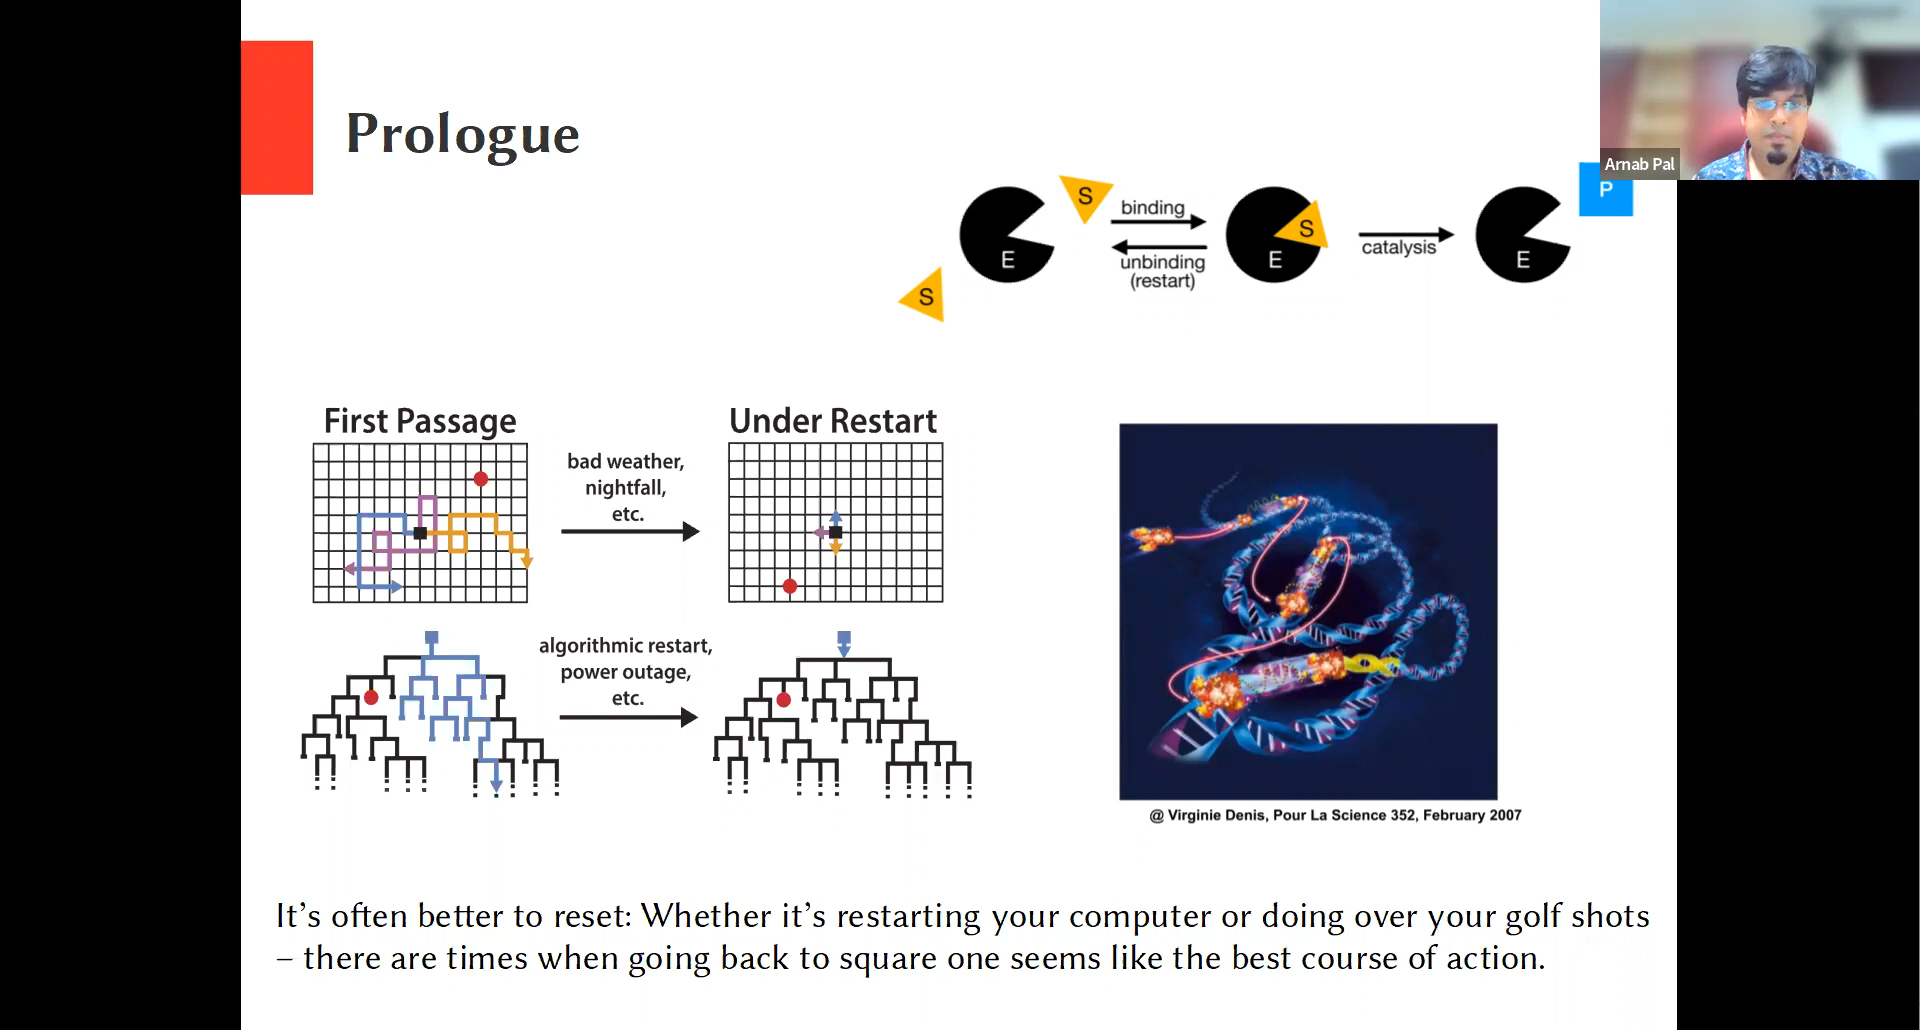 Prologue
Arnab Pal
P
S
binding
S
E
E
E
unbinding
(restart)
catalysis
S
First Passage
Under Restart
bad weather,
nightfall,
etc.
algorithmic restart,
power outage,
etc.
@ Virginie Denis, Pour La Science 352, February 2007
It's often better to reset: Whether it's restarting your computer or doing over your golf shots
– there are times when going back to square one seems like the best course of action.